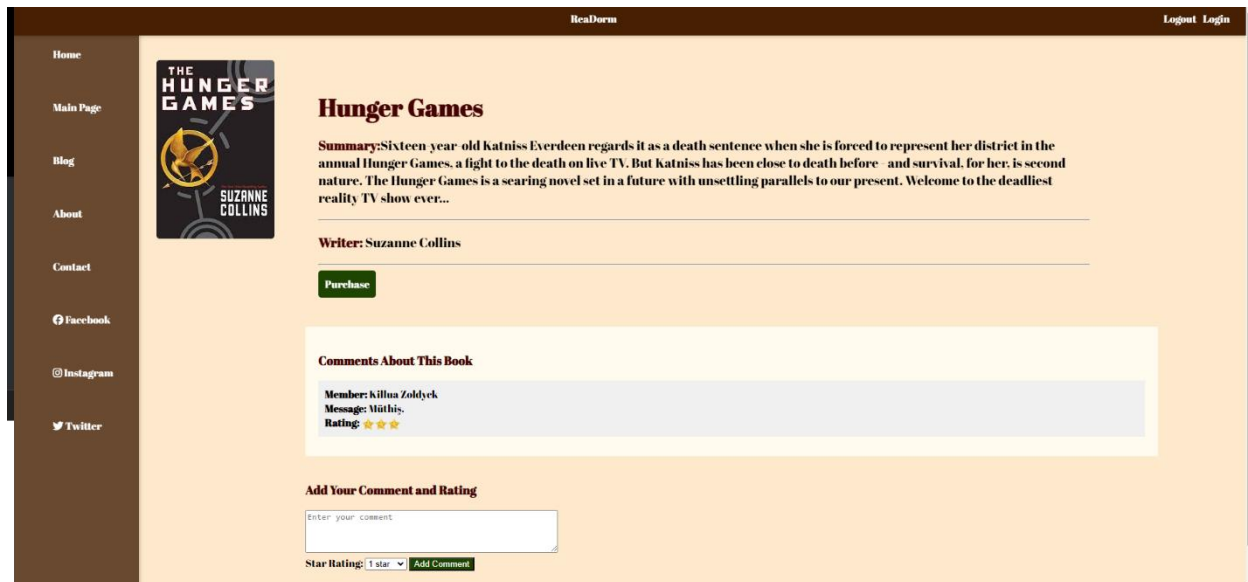 ReaDorm
Logout Login
Home
Main Page
Blog
About
Contact
Facebook
Instagram
Twitter
THE
HUNGER
GAMES
SUZANNE
COLLINS
Hunger Games
Summary:Sixteen-year-old Katniss Everdeen regards it as a death sentence when she is forced to represent her district in the
annual Hunger Games, a fight to the death on live TV. But Katniss has been close to death before - and survival, for her, is second
nature. The Hunger Games is a searing novel set in a future with unsettling parallels to our present. Welcome to the deadliest
reality TV show ever...
Writer: Suzanne Collins
Purchase
Comments About This Book
Member: Killua Zoldyck
Message: Müthiş.
Rating:
Add Your Comment and Rating
Enter your comment
Star Rating: 1 star Add Comment